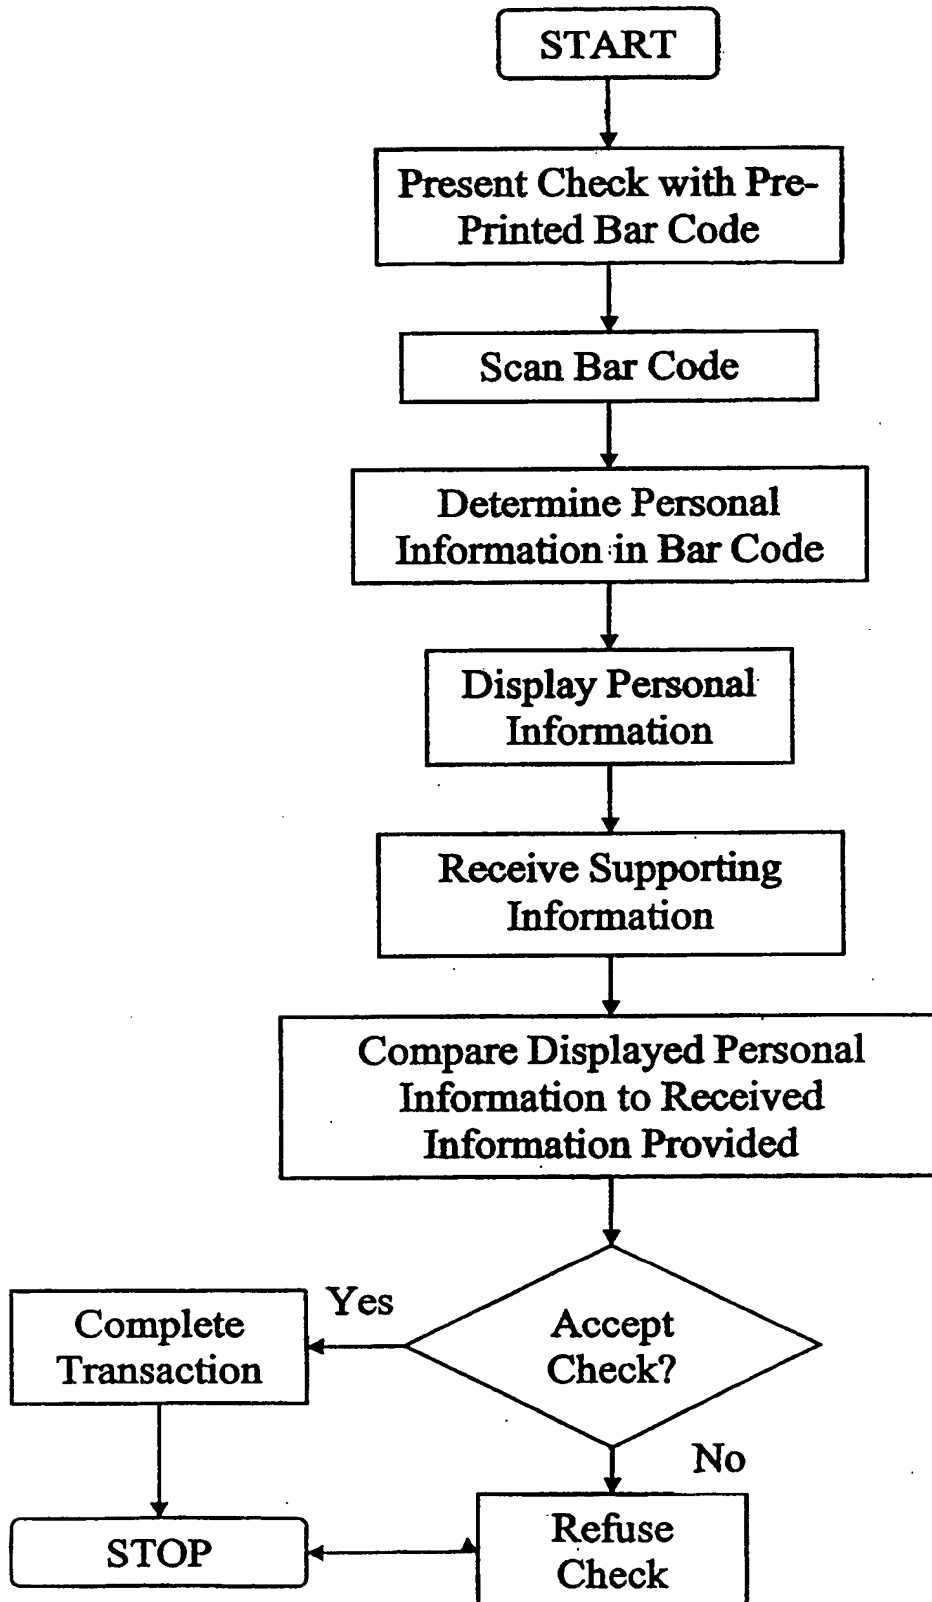 START
Present Check with Pre-
Printed Bar Code
Scan Bar Code
Determine Personal
Information in Bar Code
Display Personal
Information
Receive Supporting
Information
Compare Displayed Personal
Information to Received
Information Provided
Accept
Check?
Yes
Complete
Transaction
No
Refuse
Check
STOP